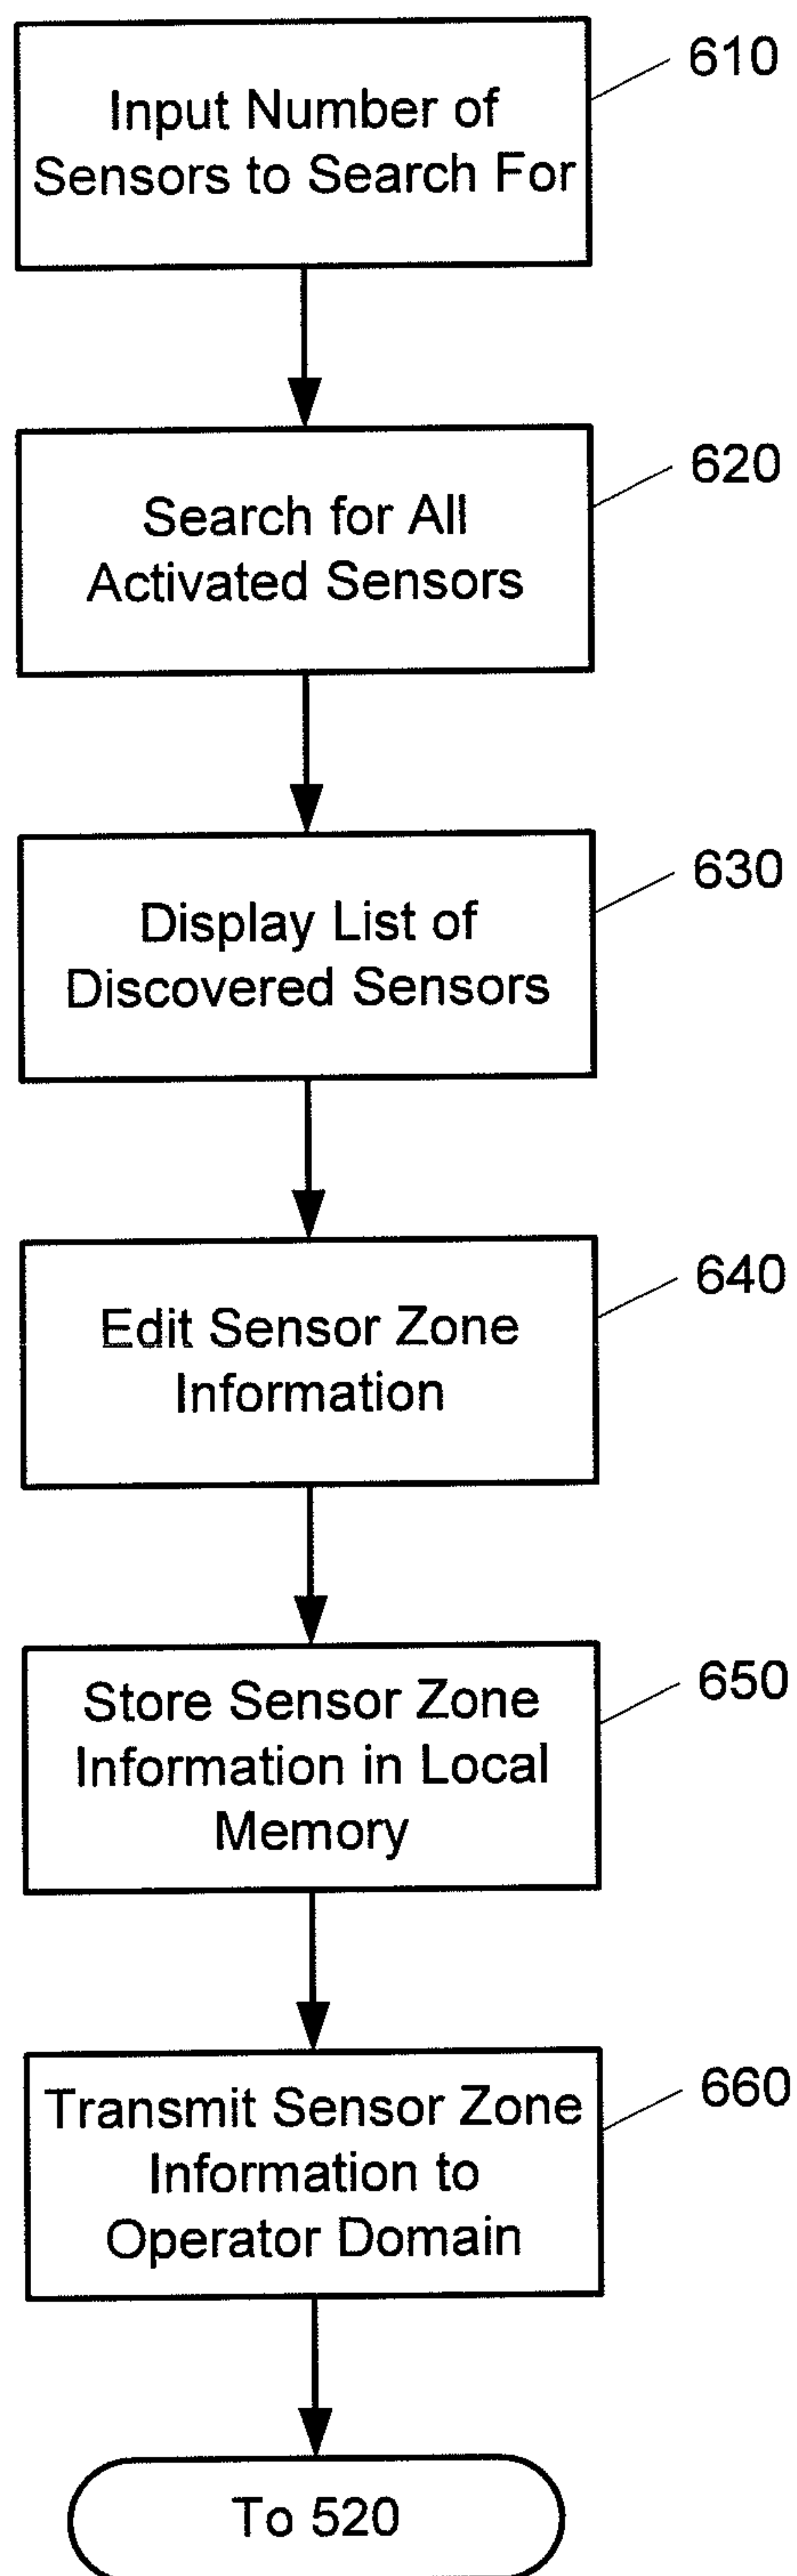 Input Number of
Sensors to Search For
610
Search for All
Activated Sensors
620
Display List of
Discovered Sensors
630
Edit Sensor Zone
Information
640
Store Sensor Zone
Information in Local
Memory
650
Transmit Sensor Zone
Information to
Operator Domain
660
To 520